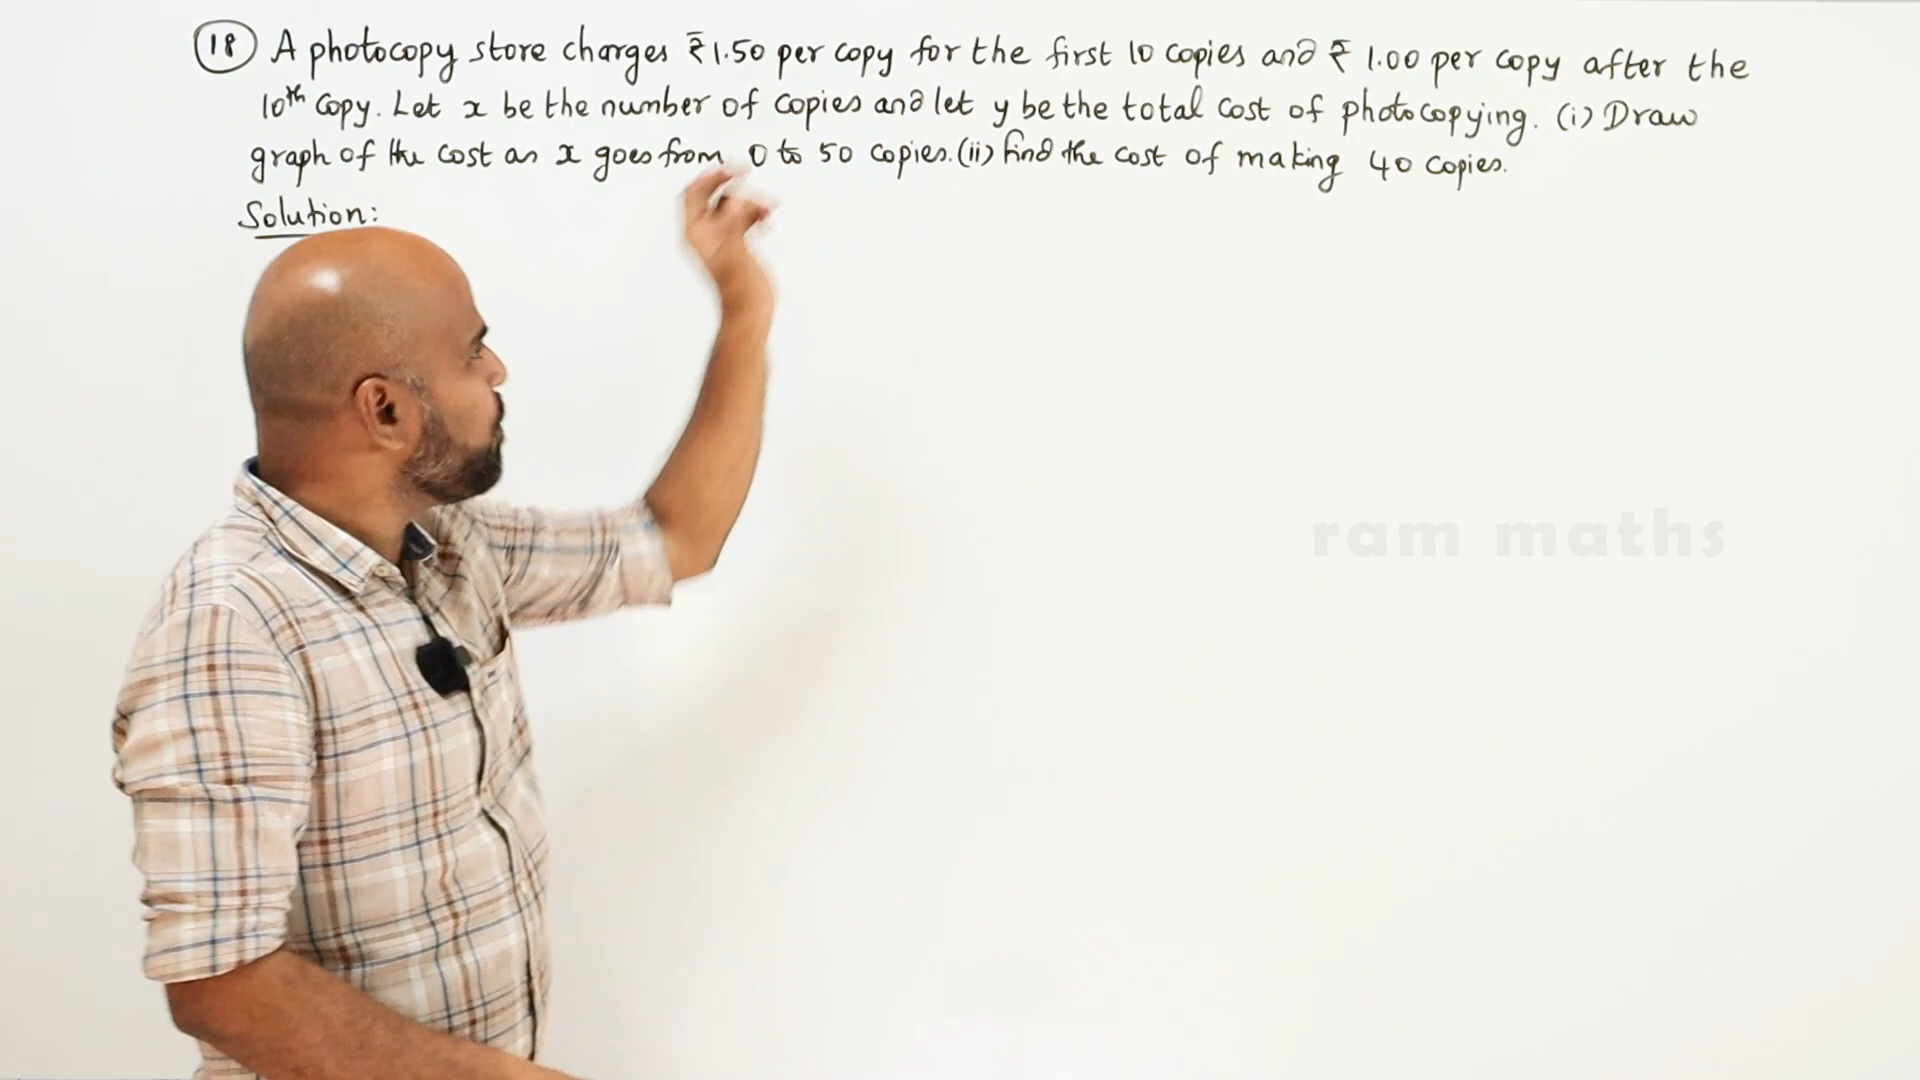 18 A photocopy store charges ₹1.50 per copy for the first 10 copies and ₹ 1.00 per copy after the
10th copy. Let x be the number of copies and let y be the total cost of photocopying. (i) Draw
graph of the cost as x goes from 0 to 50 copies. (ii) find the cost of making 40 copies.
Solution:
ram maths